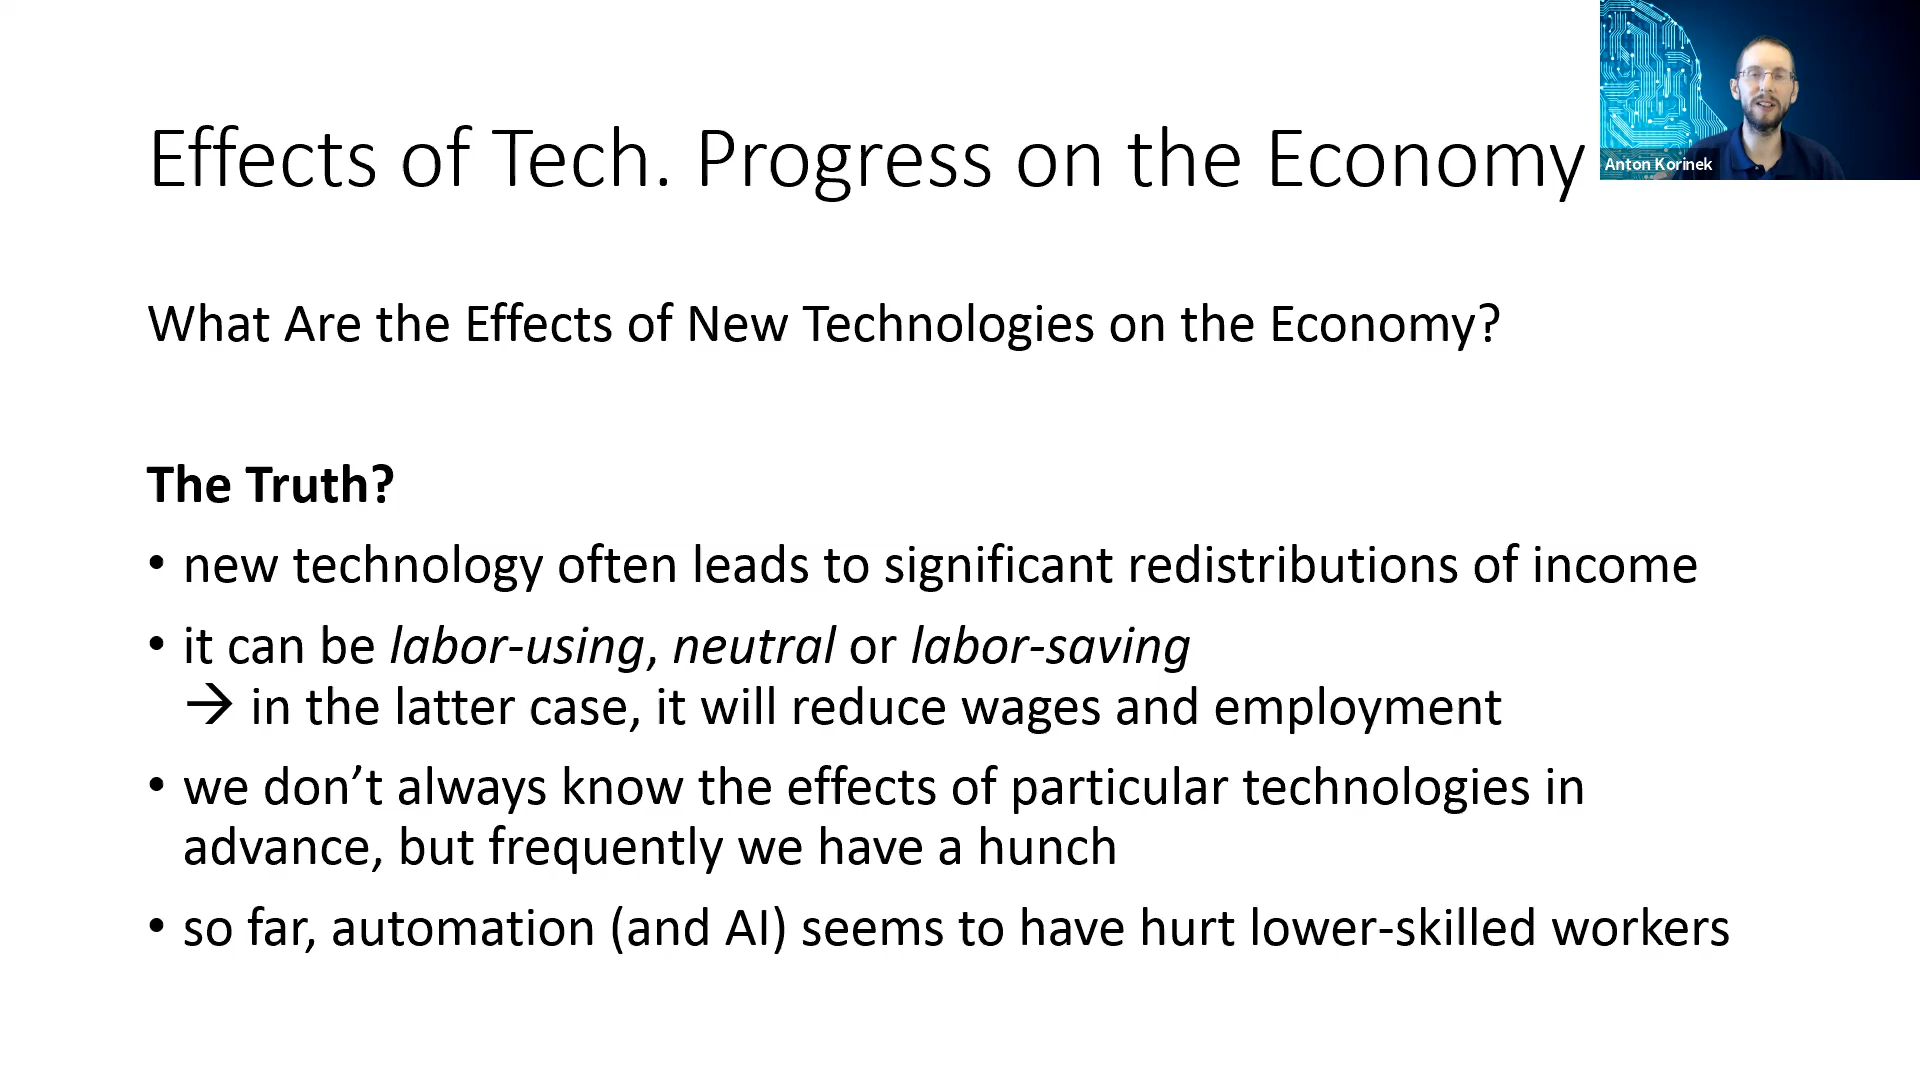 Effects of Tech. Progress on the Economy
Anton Korinek
What Are the Effects of New Technologies on the Economy?
The Truth?
• new technology often leads to significant redistributions of income
• it can be labor-using, neutral or labor-saving
→ in the latter case, it will reduce wages and employment
• we don’t always know the effects of particular technologies in
advance, but frequently we have a hunch
• so far, automation (and AI) seems to have hurt lower-skilled workers